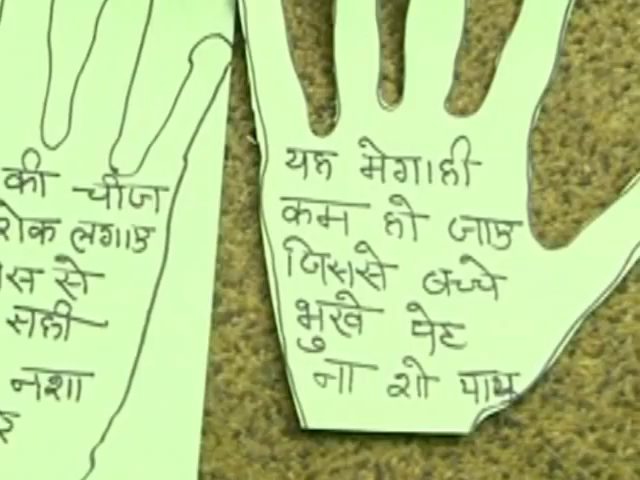 की चीज
रोक लगाए
से
सही
नशा
यह मेगाही
कम हो जाए
जिससे बच्चे
भुखे पेट
ना शो पाए